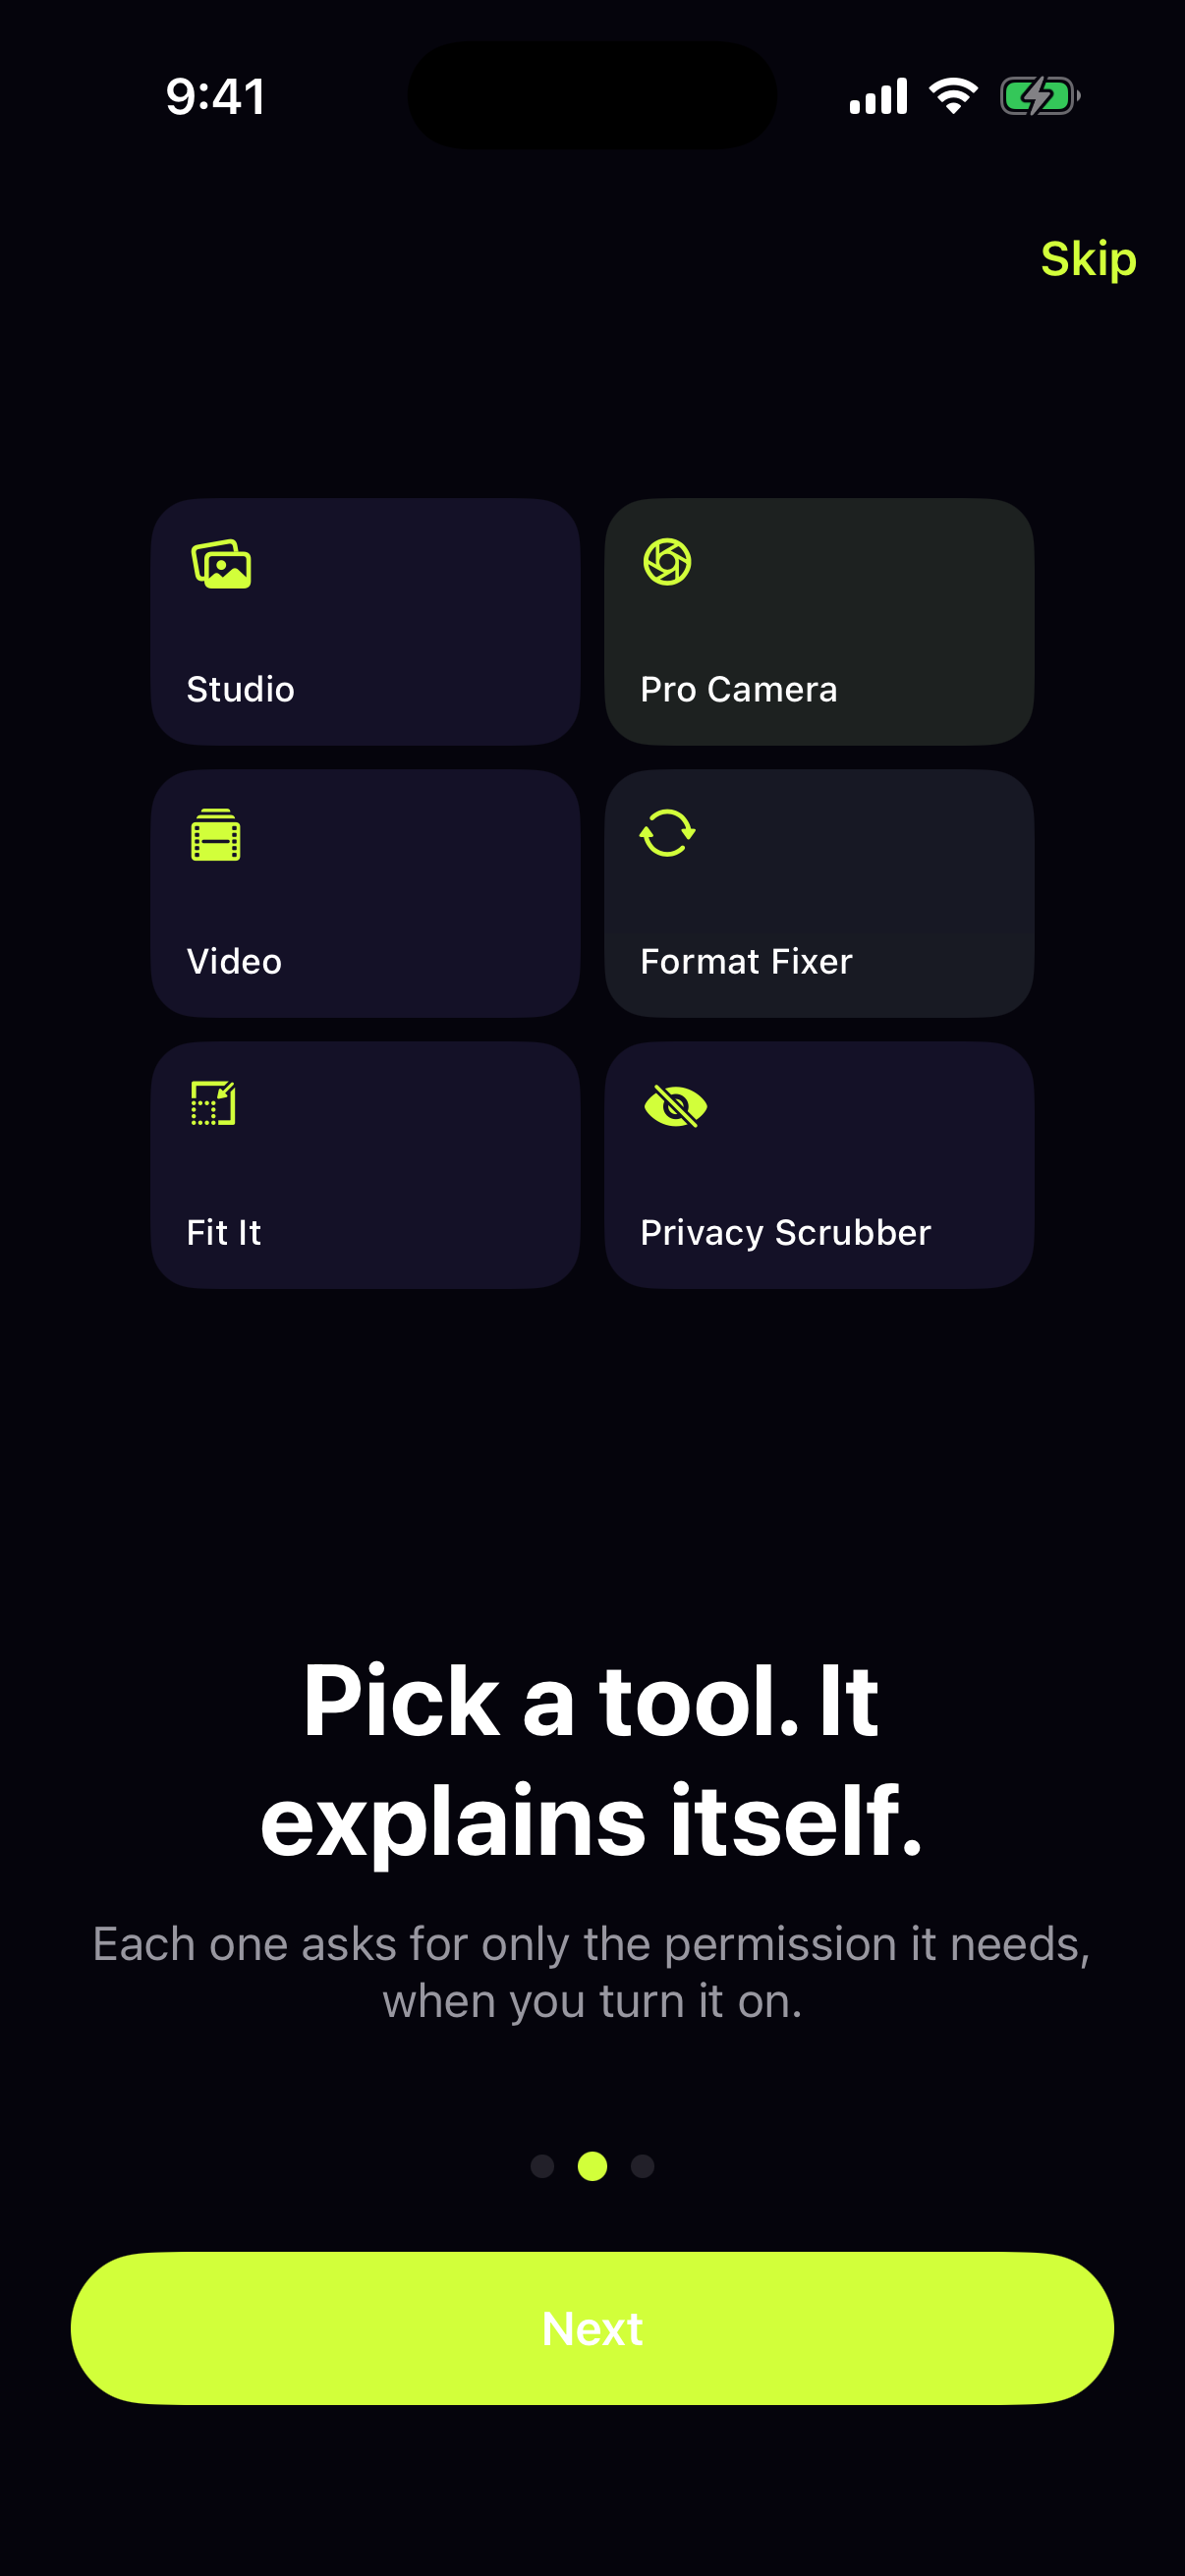 9:41
Skip
Studio
Pro Camera
Video
Format Fixer
Fit It
Privacy Scrubber
Pick a tool. It
explains itself.
Each one asks for only the permission it needs,
when you turn it on.
Next